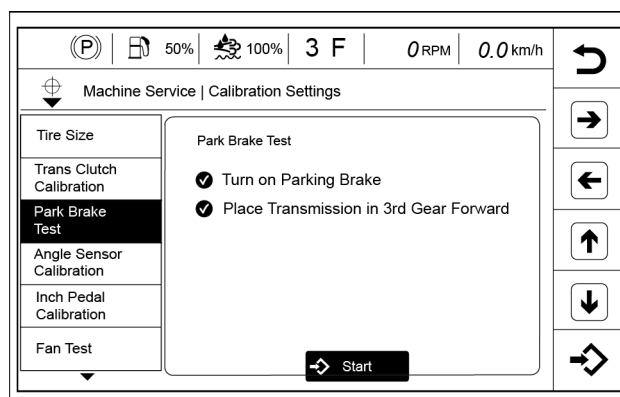 (P) 50% 100% 3 F 0 RPM 0.0 km/h
Machine Service | Calibration Settings
Tire Size
Trans Clutch
Calibration
Park Brake
Test
Angle Sensor
Calibration
Inch Pedal
Calibration
Fan Test
Park Brake Test
Turn on Parking Brake
Place Transmission in 3rd Gear Forward
Start